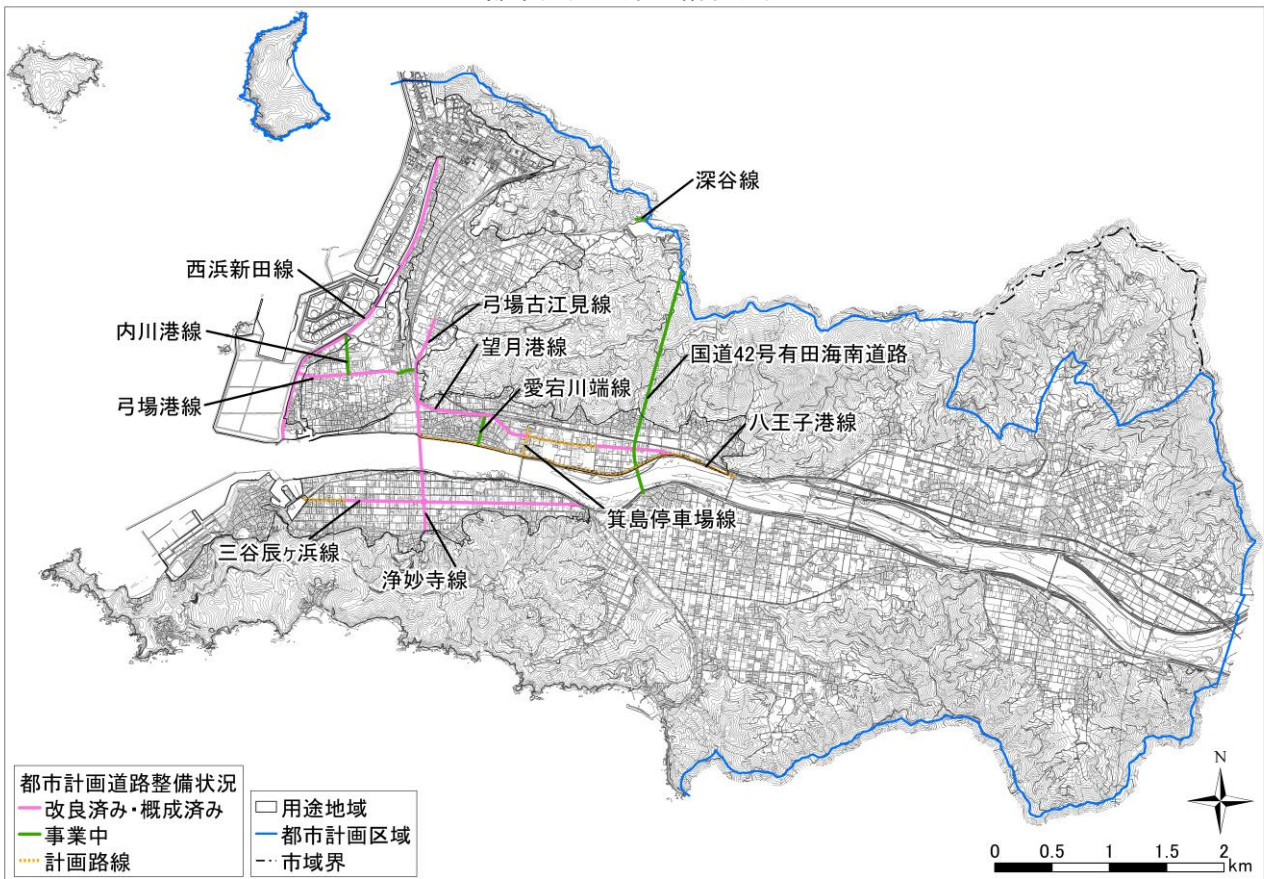 深谷線
西浜新田線
弓場古江見線
内川港線
望月港線
国道42号有田海南道路
愛宕川端線
弓場港線
八王子港線
箕島停車場線
三谷辰ヶ浜線
浄妙寺線
都市計画道路整備状況
改良済み・概成済み
事業中
計画路線
用途地域
都市計画区域
市域界
N
0 0.5 1 1.5 2
km